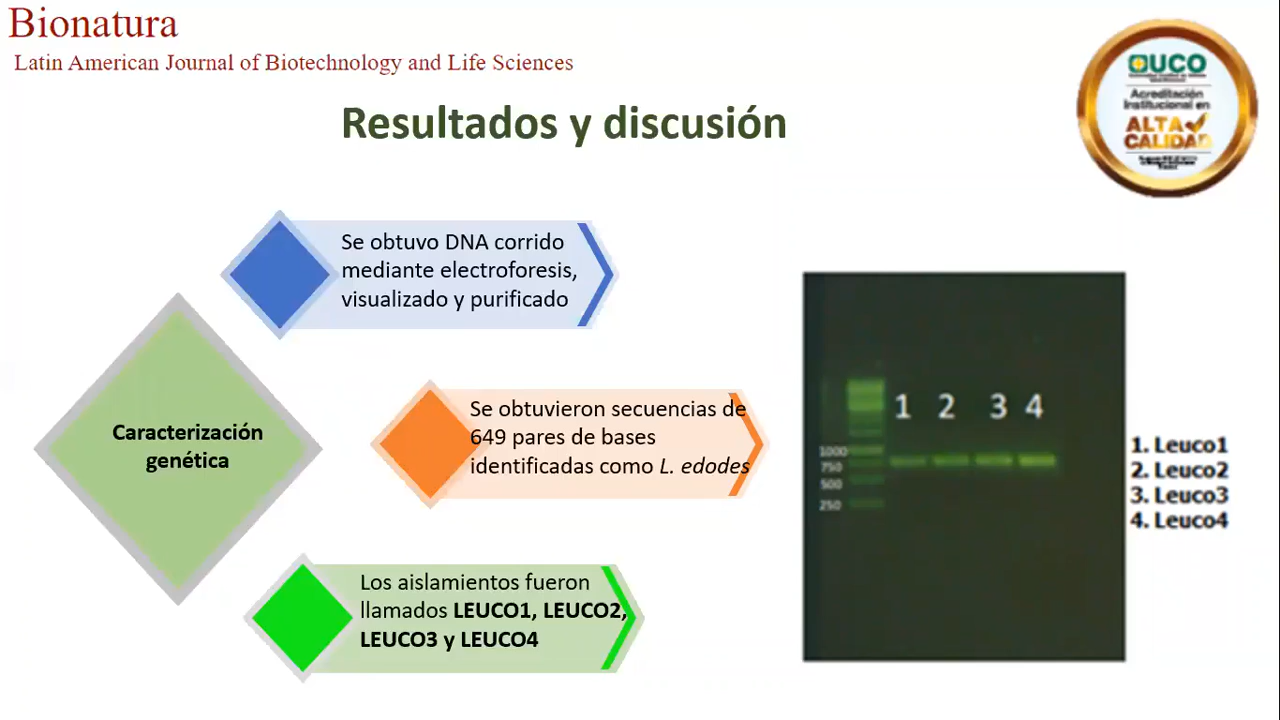 Bionatura
Latin American Journal of Biotechnology and Life Sciences
UCO
Acreditación
Institucional en
ALTA
CALIDAD
Resultados y discusión
Se obtuvo DNA corrido
mediante electroforesis,
visualizado y purificado
Caracterización
genética
Se obtuvieron secuencias de
649 pares de bases
identificadas como L. edodes
Los aislamientos fueron
llamados LEUCO1, LEUCO2,
LEUCO3 y LEUCO4
1 2 3 4
1000
750
500
250
1. Leuco1
2. Leuco2
3. Leuco3
4. Leuco4